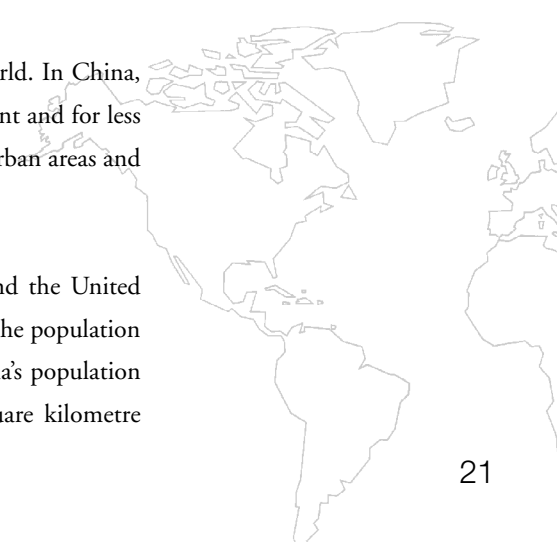 rld. In China,
nt and for less
rban areas and
nd the United
he population
a's population
uare kilometre
21